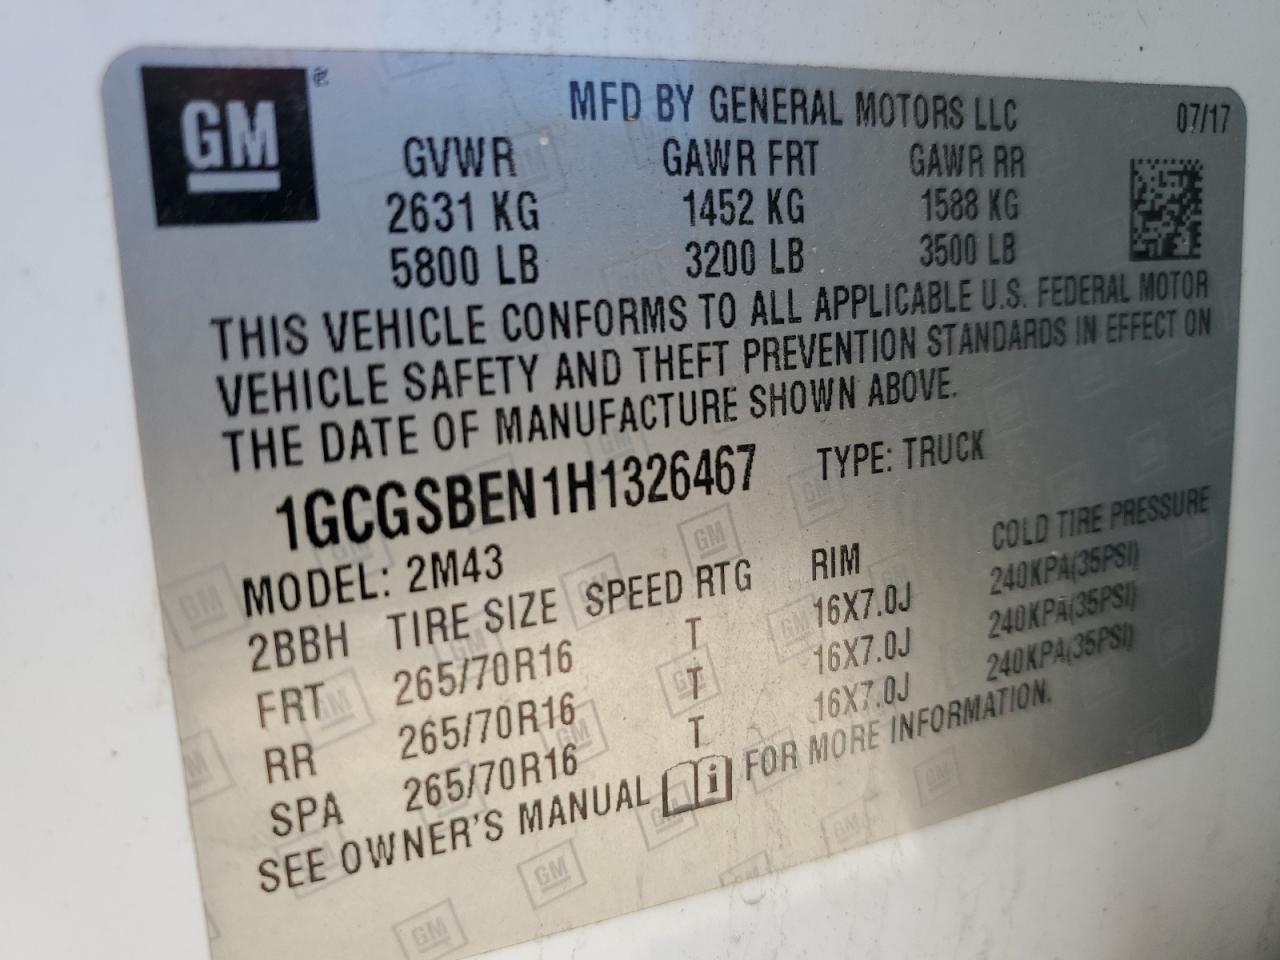 GM®
MFD BY GENERAL MOTORS LLC 07/17
GVWR GAWR FRT GAWR RR
2631 KG 1452 KG 1588 KG
5800 LB 3200 LB 3500 LB
THIS VEHICLE CONFORMS TO ALL APPLICABLE U.S. FEDERAL MOTOR
VEHICLE SAFETY AND THEFT PREVENTION STANDARDS IN EFFECT ON
THE DATE OF MANUFACTURE SHOWN ABOVE.
1GCGSBEN1H1326467 TYPE: TRUCK
MODEL: 2M43
2BBH TIRE SIZE SPEED RTG RIM COLD TIRE PRESSURE
FRT 265/70R16 T 16X7.0J 240KPA(35PSI)
RR 265/70R16 T 16X7.0J 240KPA(35PSI)
SPA 265/70R16 T 16X7.0J 240KPA(35PSI)
SEE OWNER'S MANUAL i FOR MORE INFORMATION.